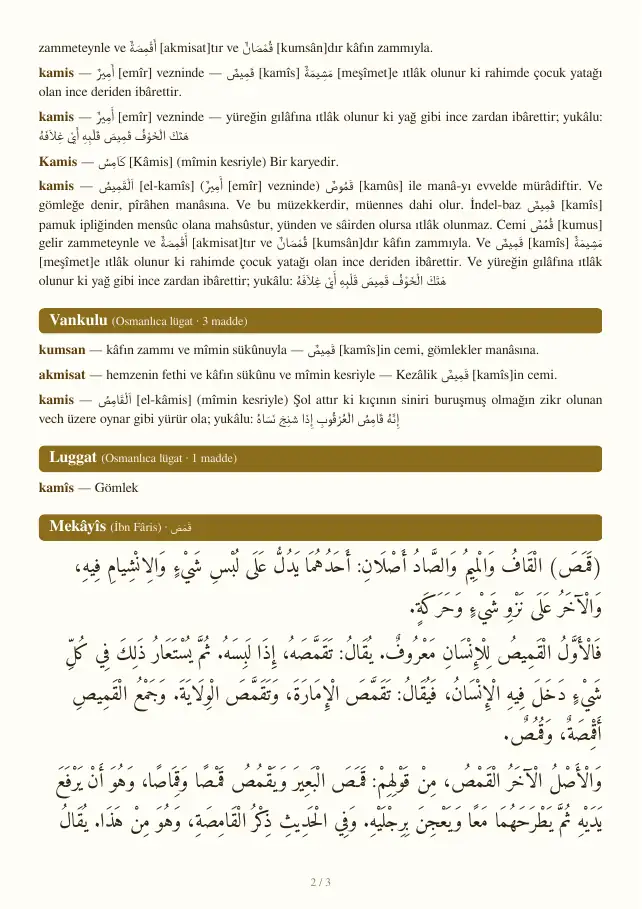 zammeteynle ve أَقْمِصَةٌ [akmisat]tır ve قُمْصَانٌ [kumsân]dır kâfın zammıyla.
kamis — أَمِيرٌ [emîr] vezninde — قَمِيصٌ [kamîs] مَشِيمَةٌ [meşîmet]e ıtlâk olunur ki rahimde çocuk yatağı
olan ince deriden ibârettir.
kamis — أَمِيرٌ [emîr] vezninde — yüreğin gılâfına ıtlâk olunur ki yağ gibi ince zardan ibârettir; yukâlu:
هَتَكَ الْخَوْفُ قَمِيصَ قَلْبِهِ أَيْ غِلاَفَهُ
Kamis — كَامِسُ [Kâmis] (mîmin kesriyle) Bir karyedir.
kamis — اَلْقَمِيصُ [el-kamîs] (أَمِيرٌ [emîr] vezninde) قَمُوصٌ [kamûs] ile manâ-yı evvelde mürâdiftir. Ve
gömleğe denir, pîrâhen manâsına. Ve bu müzekkerdir, müennes dahi olur. İndel-baz قَمِيصٌ [kamîs]
pamuk ipliğinden mensûc olana mahsûstur, yünden ve sâirden olursa ıtlâk olunmaz. Cemi قُمُصٌ [kumus]
gelir zammeteynle ve أَقْمِصَةٌ [akmisat]tır ve قُمْصَانٌ [kumsân]dır kâfın zammıyla. Ve قَمِيصٌ [kamîs] مَشِيمَةٌ
[meşîmet]e ıtlâk olunur ki rahimde çocuk yatağı olan ince deriden ibârettir. Ve yüreğin gılâfına ıtlâk
olunur ki yağ gibi ince zardan ibârettir; yukâlu: هَتَكَ الْخَوْفُ قَمِيصَ قَلْبِهِ أَيْ غِلاَفَهُ
Vankulu (Osmanlıca lügat · 3 madde)
kumsan — kâfın zammı ve mîmin sükûnuyla — قَمِيصٌ [kamîs]in cemi, gömlekler manâsına.
akmisat — hemzenin fethi ve kâfın sükûnu ve mîmin kesriyle — Kezâlik قَمِيصٌ [kamîs]in cemi.
kamis — اَلْقَامِصُ [el-kâmis] (mîmin kesriyle) Şol attır ki kıçının siniri buruşmuş olmağın zikr olunan
vech üzere oynar gibi yürür ola; yukâlu: إِنَّهُ قَامِصُ الْعُرْقُوبِ إِذَا شَنِجَ نَسَاهُ
Luggat (Osmanlıca lügat · 1 madde)
kamîs — Gömlek
Mekâyîs (İbn Fâris) · قَمَصَ
(قَمَصَ) الْقَافُ وَالْمِيمُ وَالصَّادُ أَصْلَانِ: أَحَدُهُمَا يَدُلُّ عَلَى لُبْسِ شَيْءٍ وَالِانْشِيَامِ فِيهِ،
وَالْآخَرُ عَلَى نَزْوِ شَيْءٍ وَحَرَكَةٍ.
فَالْأَوَّلُ الْقَمِيصُ لِلْإِنْسَانِ مَعْرُوفٌ. يُقَالُ: تَقَمَّصَهُ، إِذَا لَبِسَهُ. ثُمَّ يُسْتَعَارُ ذَلِكَ فِي كُلِّ
شَيْءٍ دَخَلَ فِيهِ الْإِنْسَانُ، فَيُقَالُ: تَقَمَّصَ الْإِمَارَةَ، وَتَقَمَّصَ الْوِلَايَةَ. وَجَمْعُ الْقَمِيصِ
أَقْمِصَةٌ، وَقُمُصٌ.
وَالْأَصْلُ الْآخَرُ الْقَمْصُ، مِنْ قَوْلِهِمْ: قَمَصَ الْبَعِيرَ وَيَقْمُصُ قَمْصًا وَقِمَاصًا، وَهُوَ أَنْ يَرْفَعَ
يَدَيْهِ ثُمَّ يَطْرَحَهُمَا مَعًا وَيَعْجِنَ بِرِجْلَيْهِ. وَفِي الْحَدِيثِ ذِكْرُ الْقَامِصَةِ، وَهُوَ مِنْ هَذَا. يُقَالُ
2 / 3